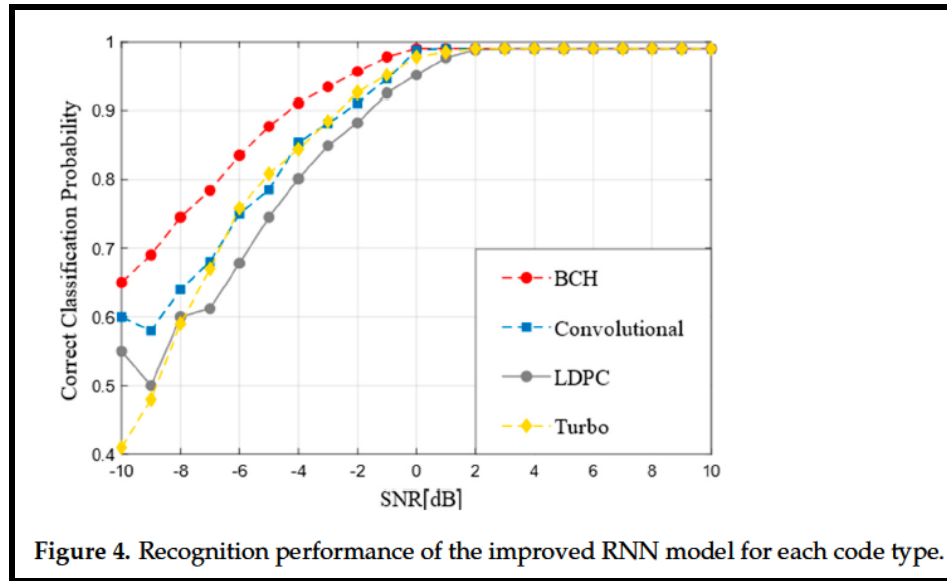 Correct Classification Probability
1
0.9
0.8
0.7
0.6
0.5
0.4
-10
-8
-6
-4
-2
0
2
4
6
8
10
SNR[dB]
BCH
Convolutional
LDPC
Turbo
Figure 4. Recognition performance of the improved RNN model for each code type.